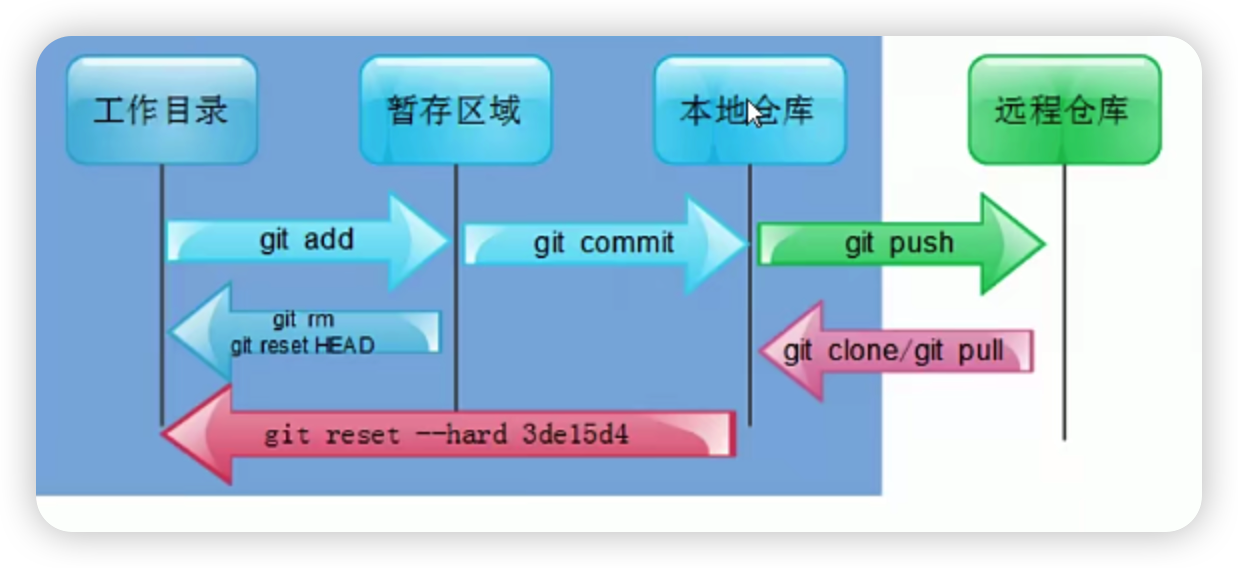 工作目录
暂存区域
本地仓库
远程仓库
git add
git commit
git push
git rm
git reset HEAD
git clone/git pull
git reset --hard 3de15d4